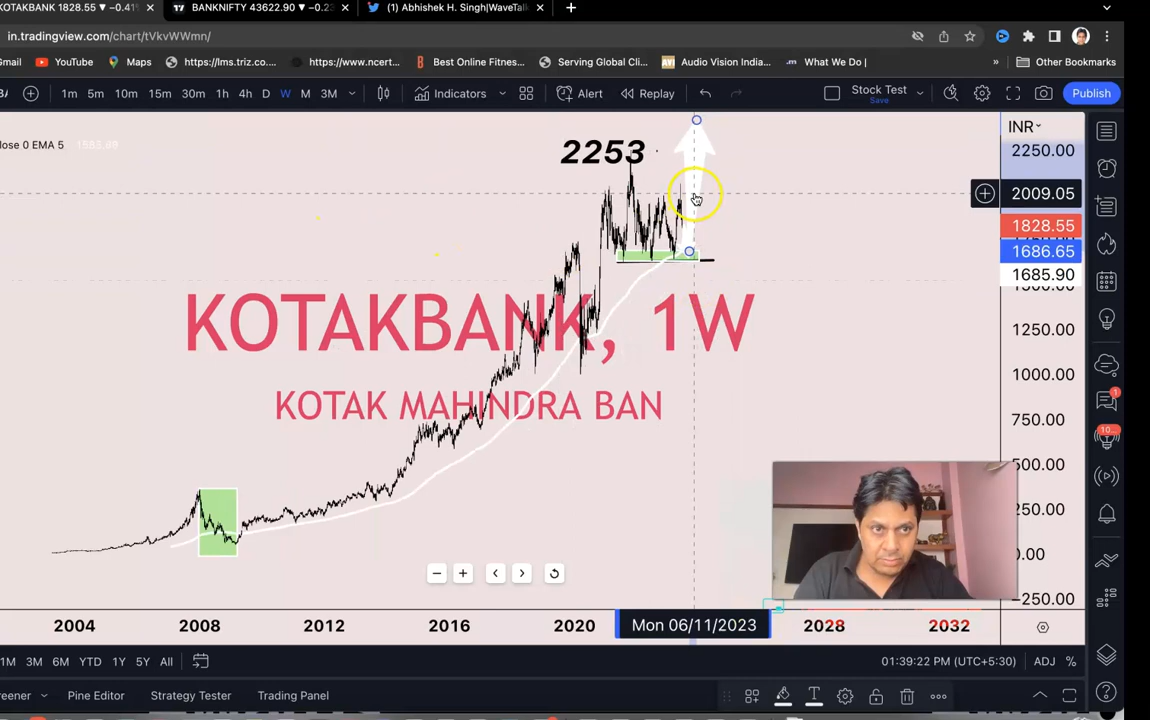 KOTAKBANK 1828.55 ▼ −0.41%
BANKNIFTY 43622.90 ▼ −0.2
(1) Abhishek H. Singh|WaveTalk
in.tradingview.com/chart/tVkvWWmn/
Gmail
YouTube
Maps
https://lms.triz.co...
https://www.ncert...
Best Online Fitnes...
Serving Global Cli...
Audio Vision India...
What We Do |
Other Bookmarks
1m 5m 10m 15m 30m 1h 4h D W M 3M
Indicators
Alert
Replay
Stock Test
Save
Publish
lose 0 EMA 5
2253
INR
2250.00
2009.05
1828.55
1686.65
1685.90
1500.00
1250.00
1000.00
750.00
500.00
250.00
0.00
-250.00
KOTAKBANK, 1W
KOTAK MAHINDRA BAN
2004 2008 2012 2016 2020 Mon 06/11/2023 2028 2032
1M 3M 6M YTD 1Y 5Y All
01:39:22 PM (UTC+5:30)
ADJ %
reener
Pine Editor
Strategy Tester
Trading Panel